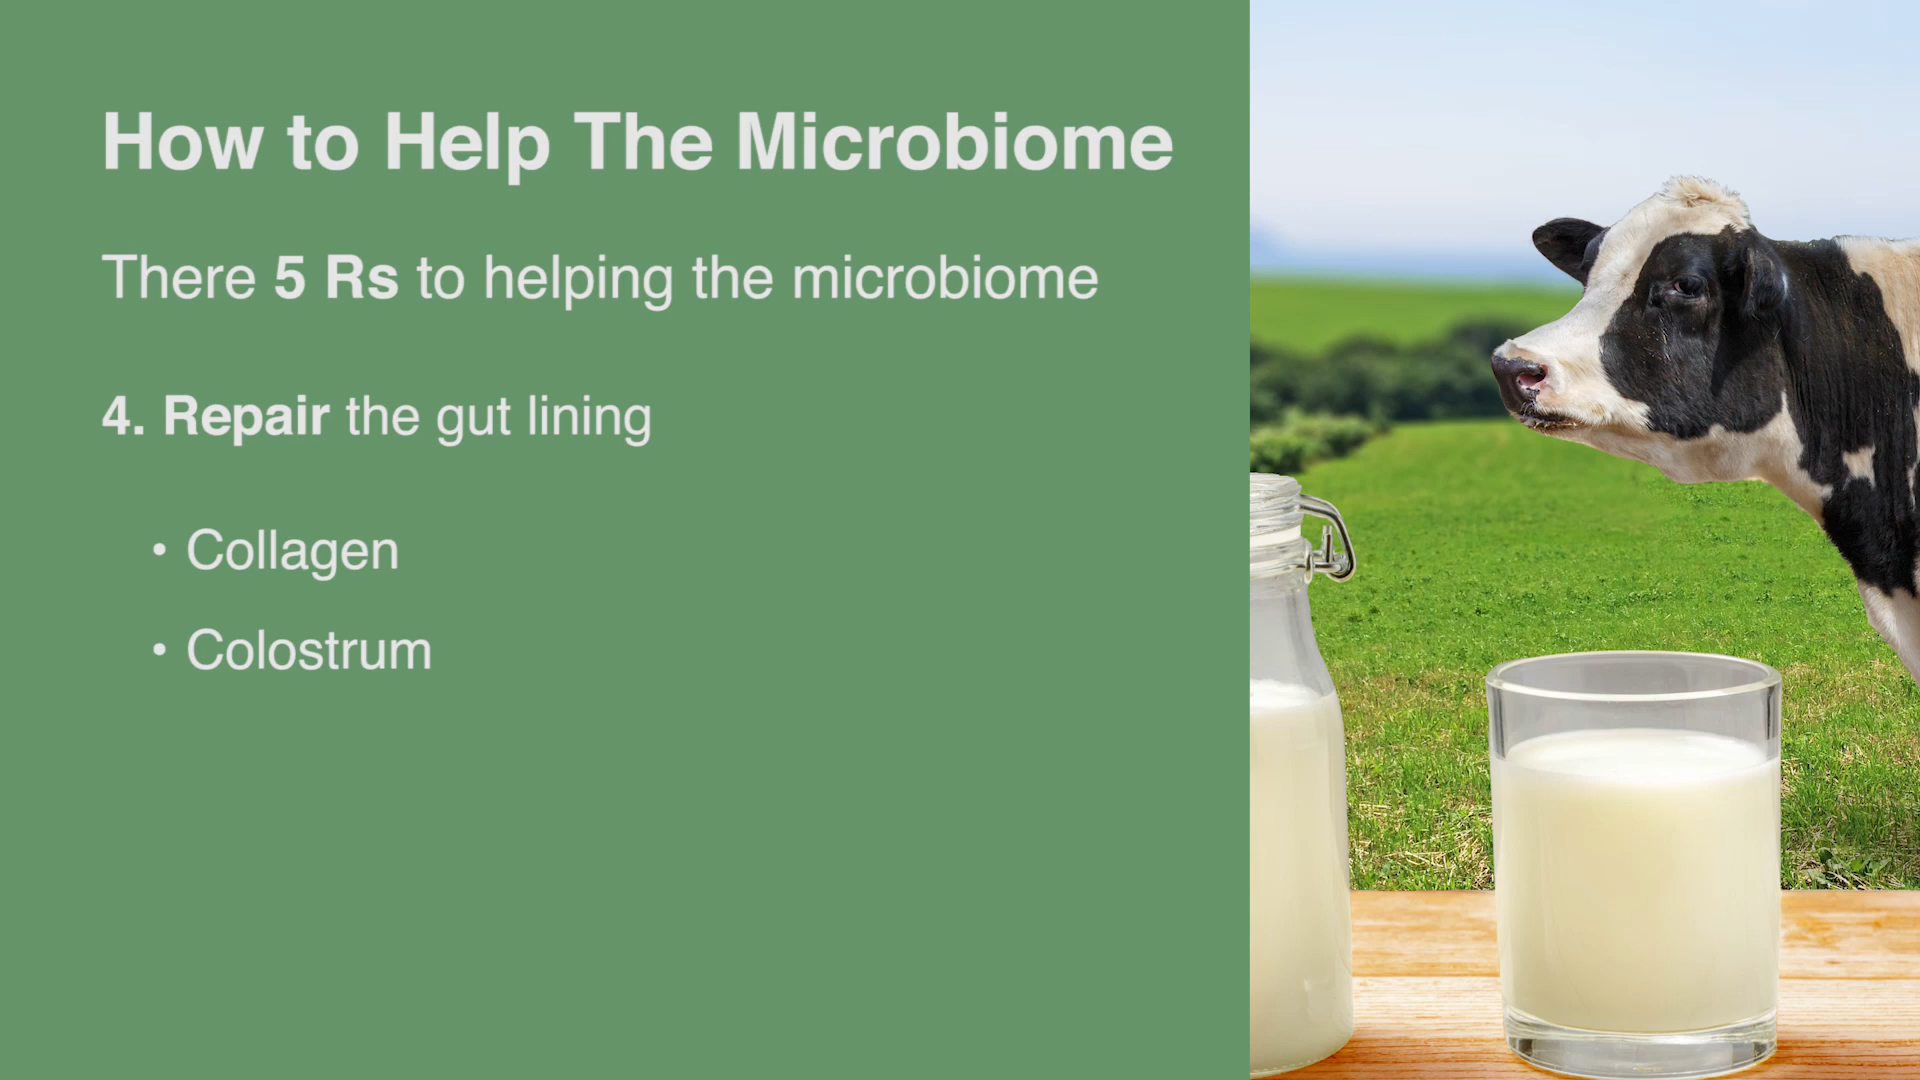 How to Help The Microbiome
There 5 Rs to helping the microbiome
4. Repair the gut lining
• Collagen
• Colostrum